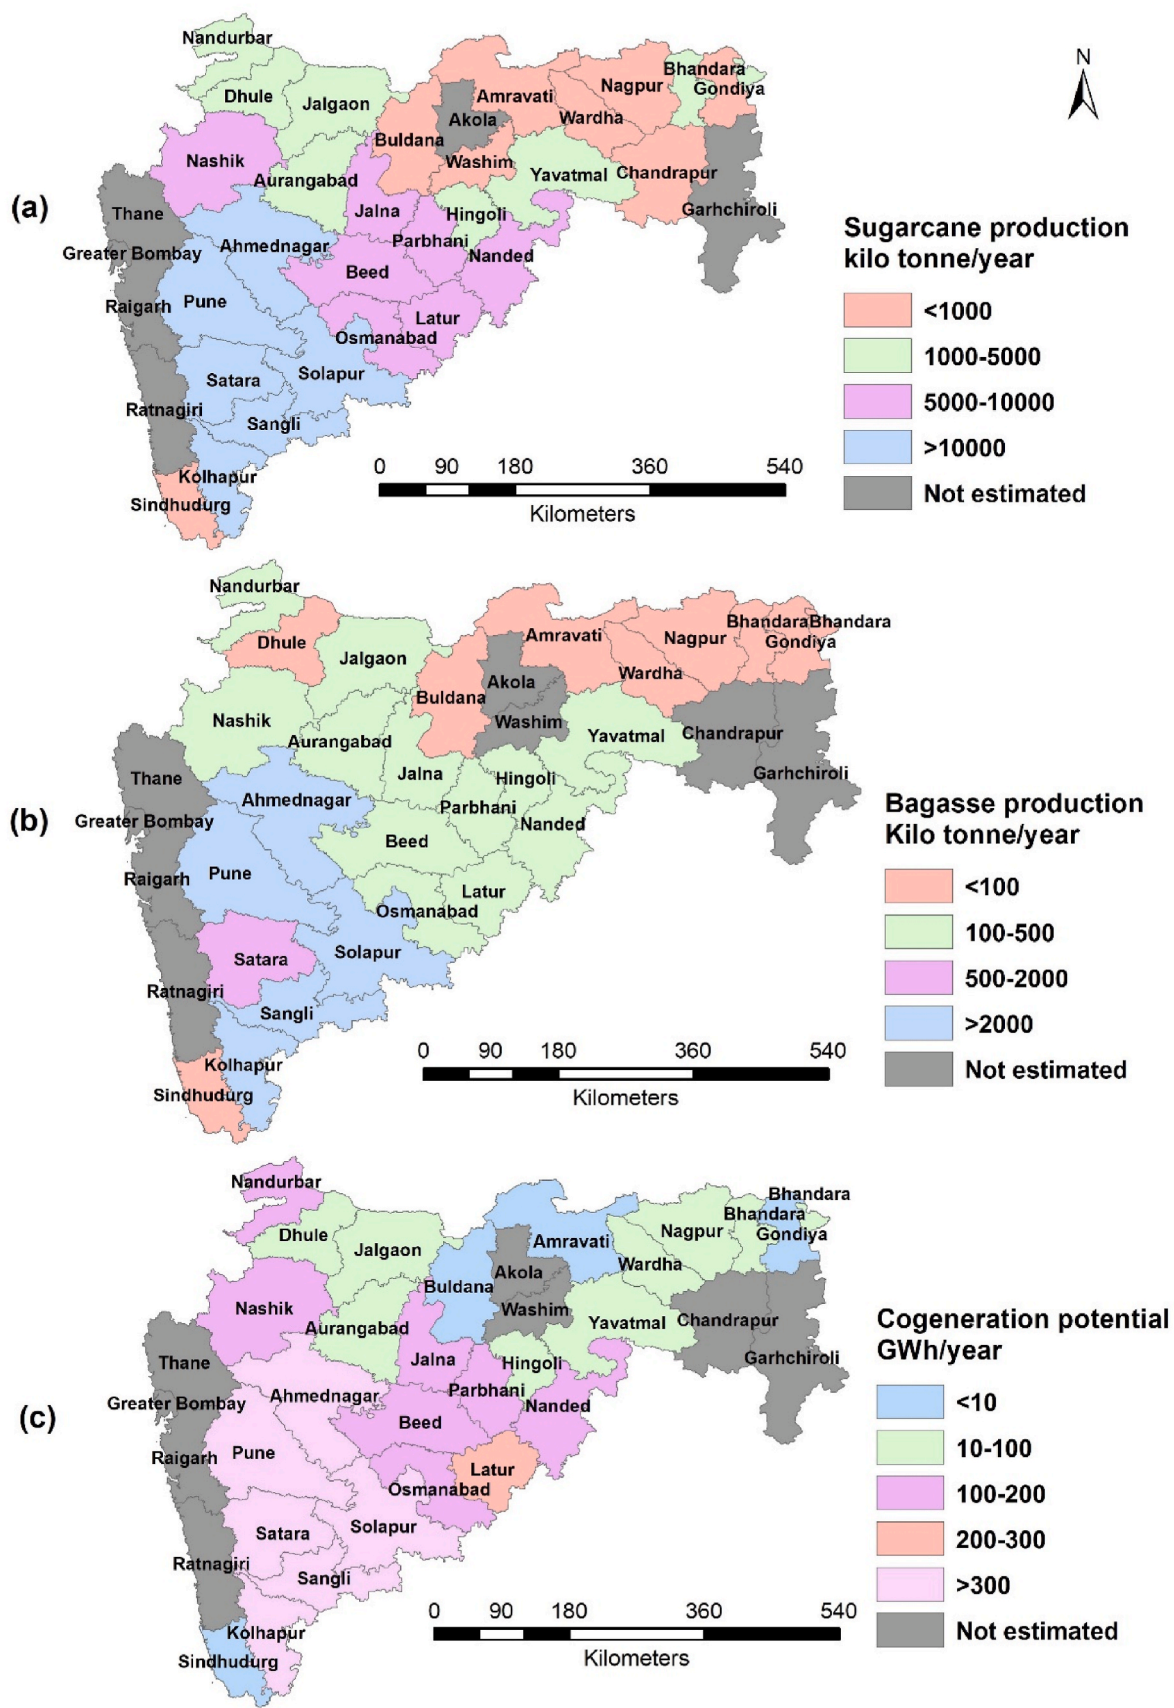 Nandurbar
Dhule
Jalgaon
Nashik
Aurangabad
Buldana
Akola
Amravati
Washim
Wardha
Nagpur
Bhandara
Gondiya
Yavatmal
Chandrapur
Garhchiroli
N
(a)
Thane
Greater Bombay
Raigarh
Ratnagiri
Sindhudurg
Ahmednagar
Jalna
Parbhani
Hingoli
Nanded
Beed
Pune
Latur
Osmanabad
Satara
Solapur
Sangli
Kolhapur
0 90 180 360 540
Kilometers
Sugarcane production
kilo tonne/year
<1000
1000-5000
5000-10000
>10000
Not estimated
Nandurbar
Dhule
Jalgaon
Nashik
Aurangabad
Buldana
Akola
Amravati
Washim
Wardha
Nagpur
Bhandara
Bhandara
Gondiya
Yavatmal
Chandrapur
Garhchiroli
(b)
Thane
Greater Bombay
Raigarh
Ratnagiri
Sindhudurg
Ahmednagar
Jalna
Parbhani
Hingoli
Nanded
Beed
Pune
Latur
Osmanabad
Satara
Solapur
Sangli
Kolhapur
0 90 180 360 540
Kilometers
Bagasse production
Kilo tonne/year
<100
100-500
500-2000
>2000
Not estimated
Nandurbar
Dhule
Jalgaon
Nashik
Aurangabad
Buldana
Akola
Amravati
Washim
Wardha
Nagpur
Bhandara
Bhandara
Gondiya
Yavatmal
Chandrapur
Garhchiroli
(c)
Thane
Greater Bombay
Raigarh
Ratnagiri
Sindhudurg
Ahmednagar
Jalna
Parbhani
Hingoli
Nanded
Beed
Pune
Latur
Osmanabad
Satara
Solapur
Sangli
Kolhapur
0 90 180 360 540
Kilometers
Cogeneration potential
GWh/year
<10
10-100
100-200
200-300
>300
Not estimated